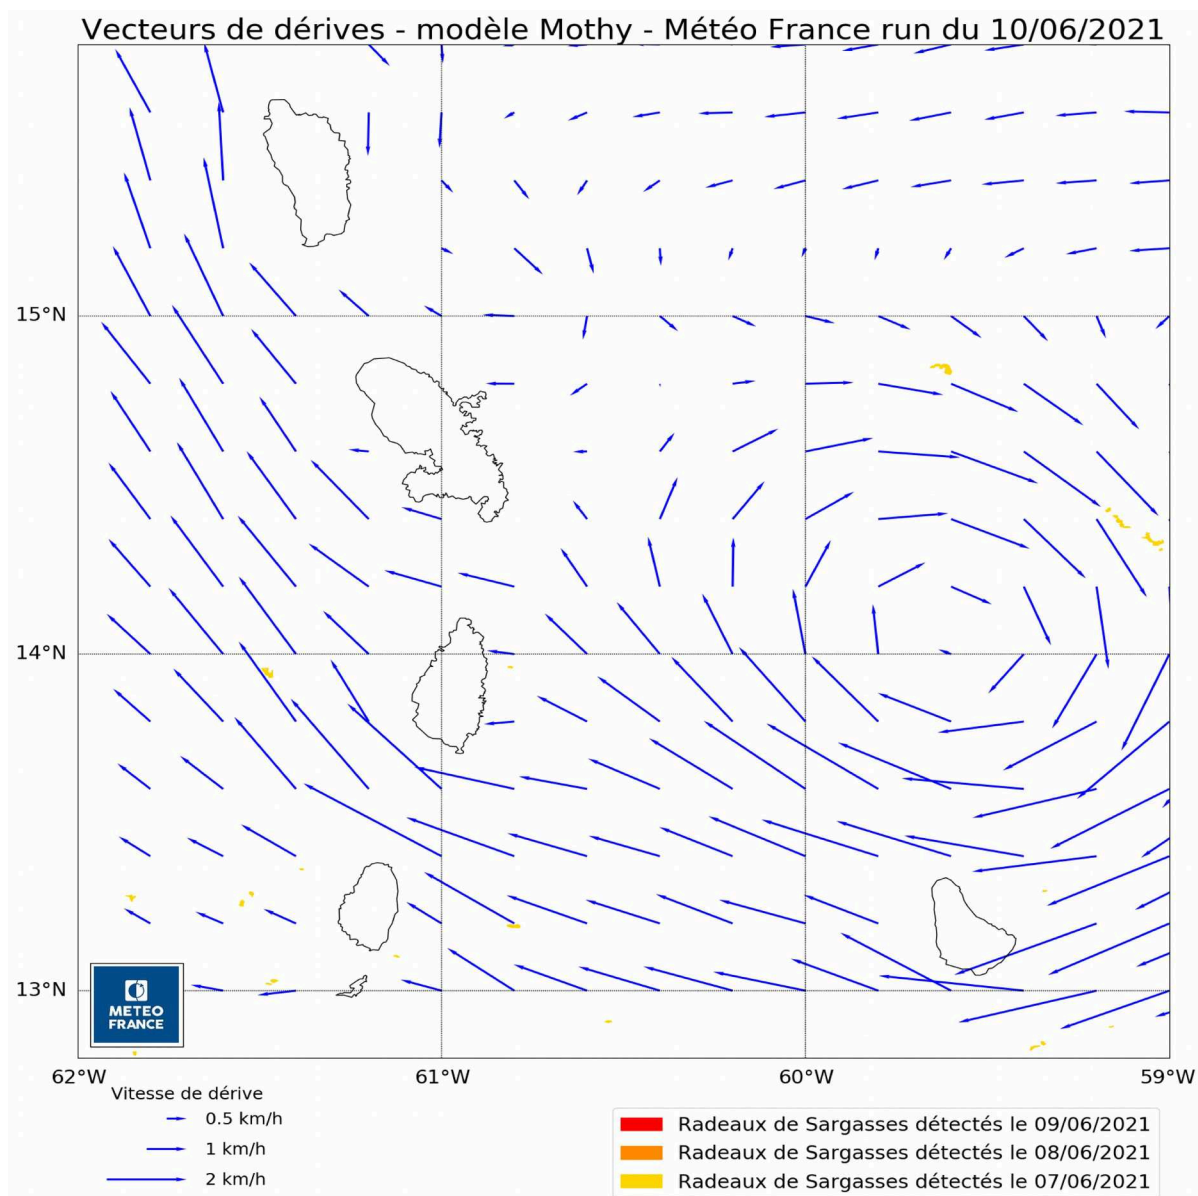 Vecteurs de dérives - modèle Mothy - Météo France run du 10/06/2021
15°N
14°N
13°N
METEO
FRANCE
62°W
61°W
60°W
59°W
Vitesse de dérive
0.5 km/h
1 km/h
2 km/h
Radeaux de Sargasses détectés le 09/06/2021
Radeaux de Sargasses détectés le 08/06/2021
Radeaux de Sargasses détectés le 07/06/2021